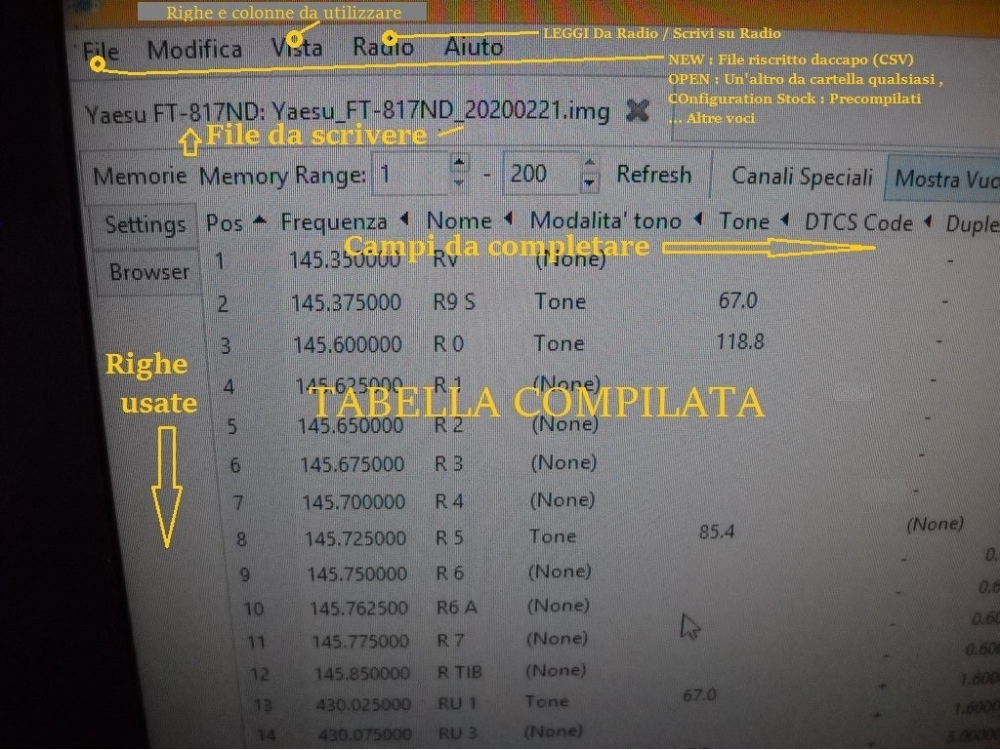 Righe e colonne da utilizzare
File Modifica Vista Radio Aiuto
LEGGI Da Radio / Scrivi su Radio
NEW : File riscritto daccapo (CSV)
OPEN : Un'altro da cartella qualsiasi ,
COnfiguration Stock : Precompilati
... Altre voci
Yaesu FT-817ND: Yaesu_FT-817ND_20200221.img
File da scrivere
Memorie Memory Range: 1 - 200 Refresh Canali Speciali Mostra Vuo
Settings
Browser
Pos Frequenza Nome Modalita' tono Tone DTCS Code Duple
Campi da completare
1 145.350000 RV (None) -
2 145.375000 R9 S Tone 67.0 -
3 145.600000 R 0 Tone 118.8 -
Righe
usate
4 145.625000 R 1 (None) -
TABELLA COMPILATA
5 145.650000 R 2 (None) -
6 145.675000 R 3 (None) -
7 145.700000 R 4 (None) -
8 145.725000 R 5 Tone 85.4 (None)
9 145.750000 R 6 (None) - 0.
10 145.762500 R6 A (None) - 0.6
11 145.775000 R 7 (None) - 0.60
12 145.850000 R TIB (None) - 0.600
13 430.025000 RU 1 Tone 67.0 1.600
14 430.075000 RU 3 (None) 1.6000